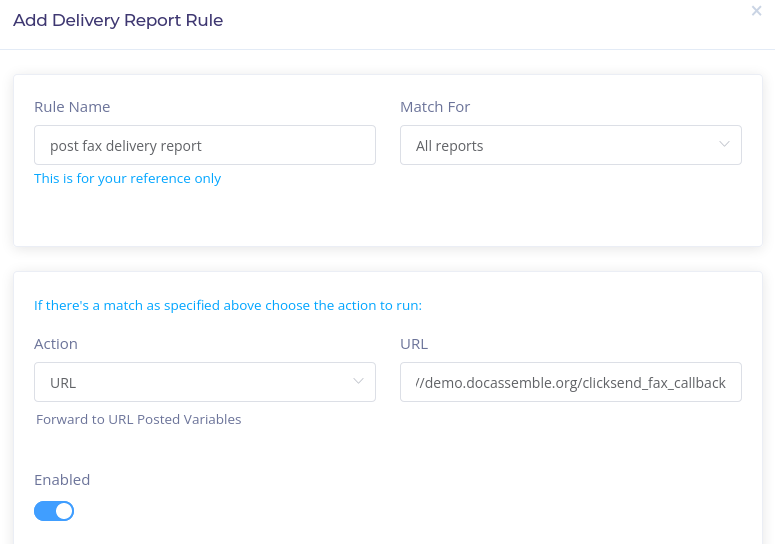 Add Delivery Report Rule
Rule Name
Match For
post fax delivery report
All reports
This is for your reference only
If there's a match as specified above choose the action to run:
Action
URL
URL
//demo.docassemble.org/clicksend_fax_callback
Forward to URL Posted Variables
Enabled